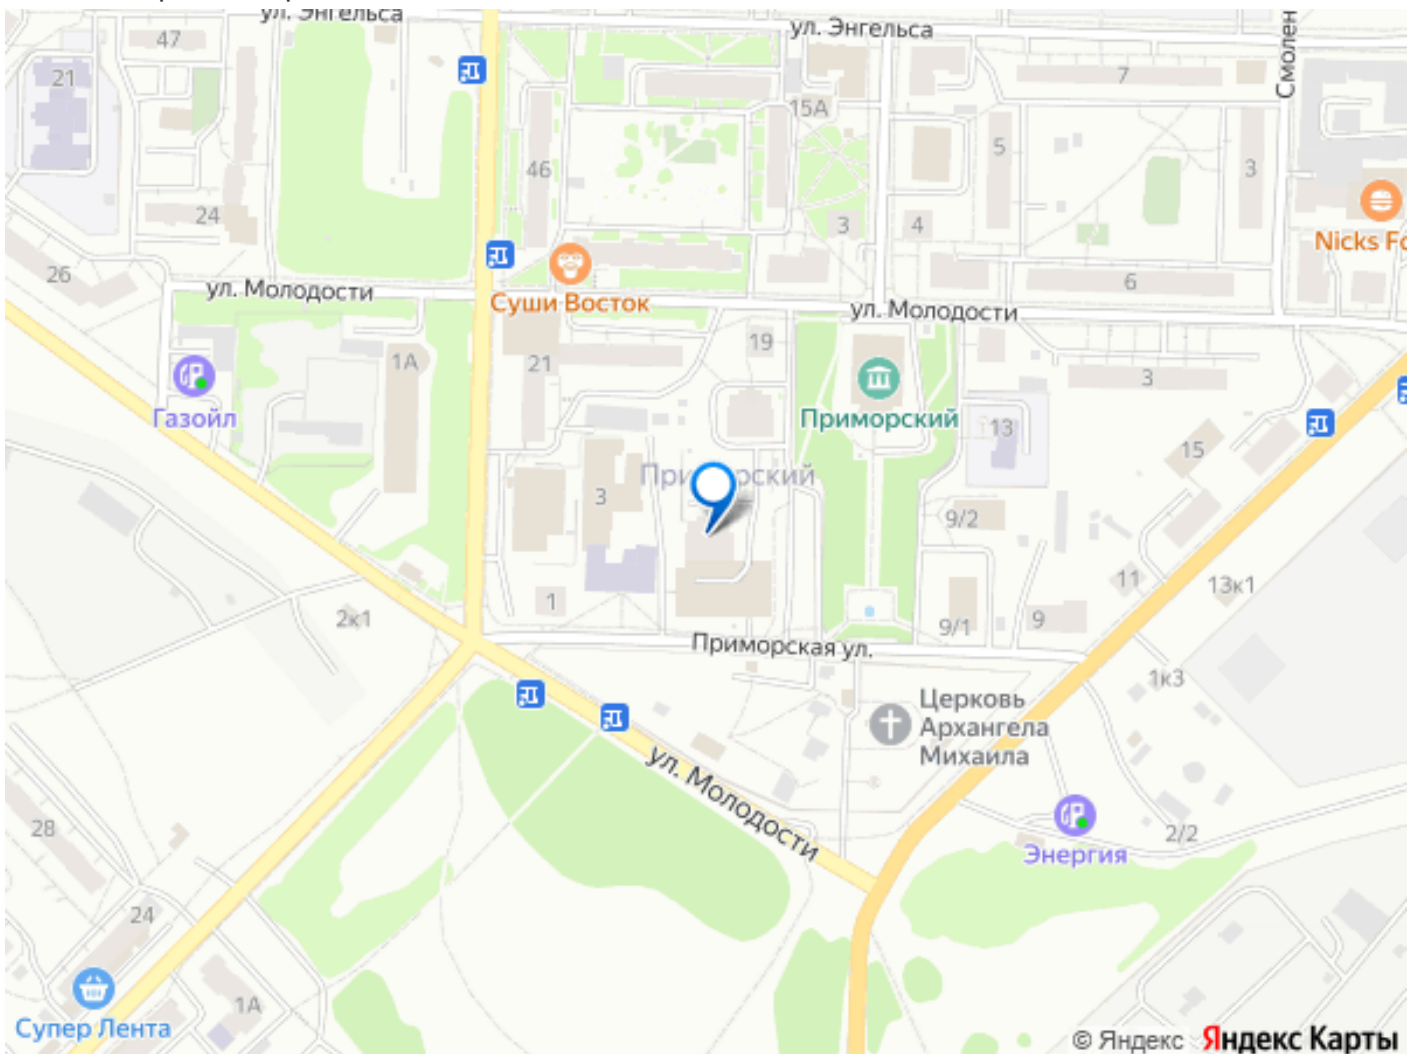 ул. Энгельса
ул. Энгельса
47
21
7
Смолен
15А
5
46
3
24
3
4
Nicks Fo
26
6
ул. Молодости
Суши Восток
ул. Молодости
19
1А
21
3
Газойл
Приморский
13
15
3
9/2
11
13к1
1
2к1
9/1
9
Приморская ул.
1к3
Церковь
Архангела
Михаила
ул. Молодости
28
2/2
Энергия
24
1А
Супер Лента
© Яндекс Яндекс Карты